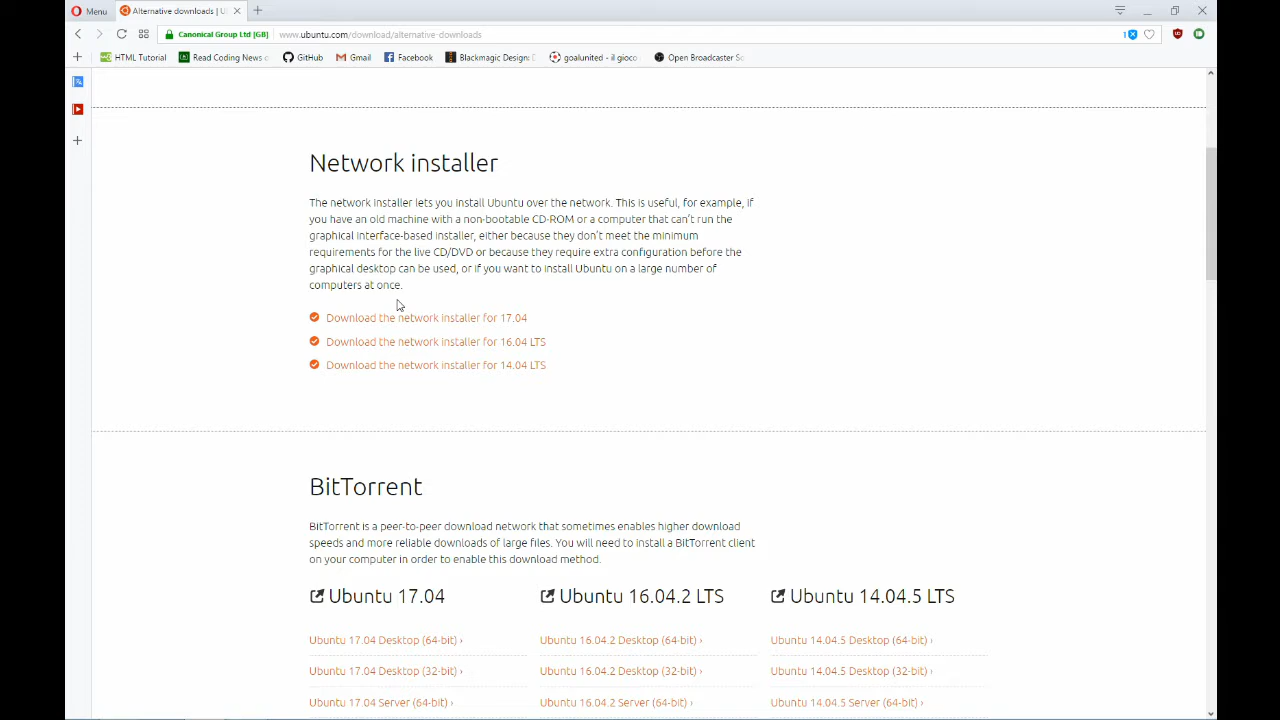 Menu
Alternative downloads | U
Canonical Group Ltd [GB]
www.ubuntu.com/download/alternative-downloads
1
HTML Tutorial
Read Coding News o
GitHub
Gmail
Facebook
Blackmagic Design: D
goalunited - il gioco
Open Broadcaster So
Network installer
The network installer lets you install Ubuntu over the network. This is useful, for example, if
you have an old machine with a non-bootable CD-ROM or a computer that can't run the
graphical interface-based installer, either because they don't meet the minimum
requirements for the live CD/DVD or because they require extra configuration before the
graphical desktop can be used, or if you want to install Ubuntu on a large number of
computers at once.
Download the network installer for 17.04
Download the network installer for 16.04 LTS
Download the network installer for 14.04 LTS
BitTorrent
BitTorrent is a peer-to-peer download network that sometimes enables higher download
speeds and more reliable downloads of large files. You will need to install a BitTorrent client
on your computer in order to enable this download method.
Ubuntu 17.04
Ubuntu 16.04.2 LTS
Ubuntu 14.04.5 LTS
Ubuntu 17.04 Desktop (64-bit) ›
Ubuntu 16.04.2 Desktop (64-bit) ›
Ubuntu 14.04.5 Desktop (64-bit) ›
Ubuntu 17.04 Desktop (32-bit) ›
Ubuntu 16.04.2 Desktop (32-bit) ›
Ubuntu 14.04.5 Desktop (32-bit) ›
Ubuntu 17.04 Server (64-bit) ›
Ubuntu 16.04.2 Server (64-bit) ›
Ubuntu 14.04.5 Server (64-bit) ›